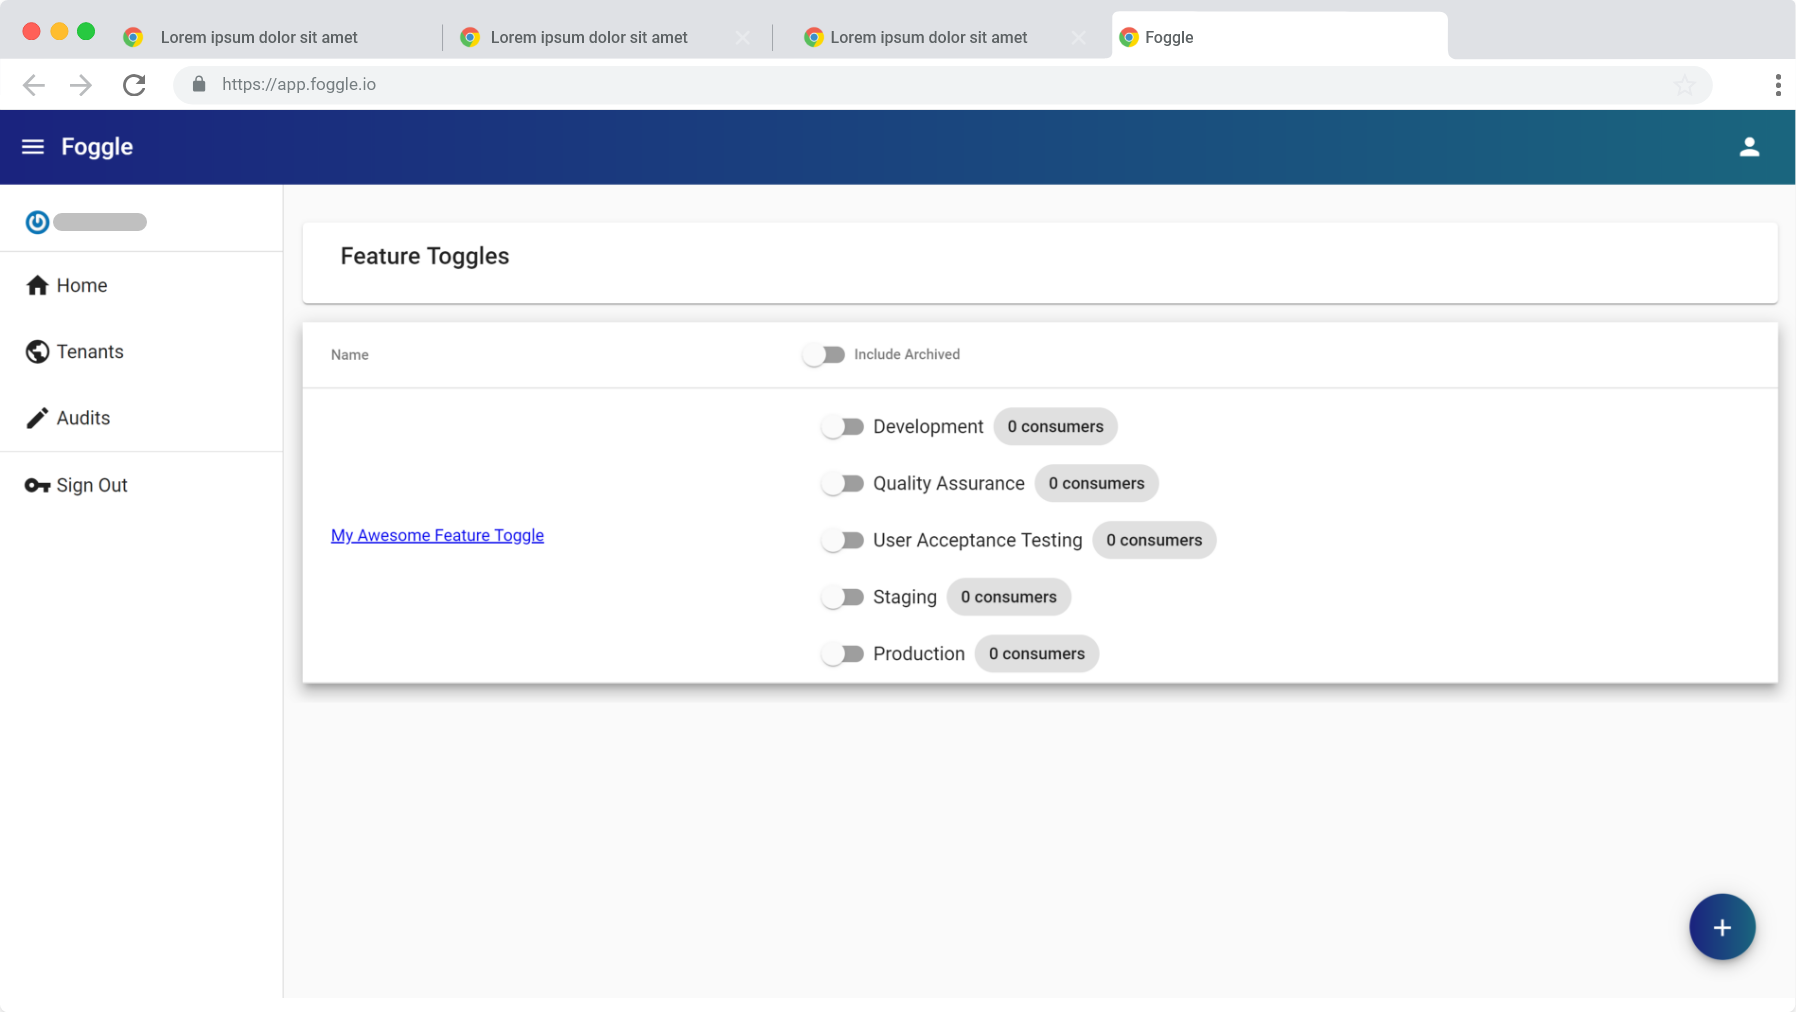 Lorem ipsum dolor sit amet
Lorem ipsum dolor sit amet
Lorem ipsum dolor sit amet
Foggle
https://app.foggle.io
Foggle
Home
Tenants
Audits
Sign Out
Feature Toggles
Name
Include Archived
My Awesome Feature Toggle
Development 0 consumers
Quality Assurance 0 consumers
User Acceptance Testing 0 consumers
Staging 0 consumers
Production 0 consumers